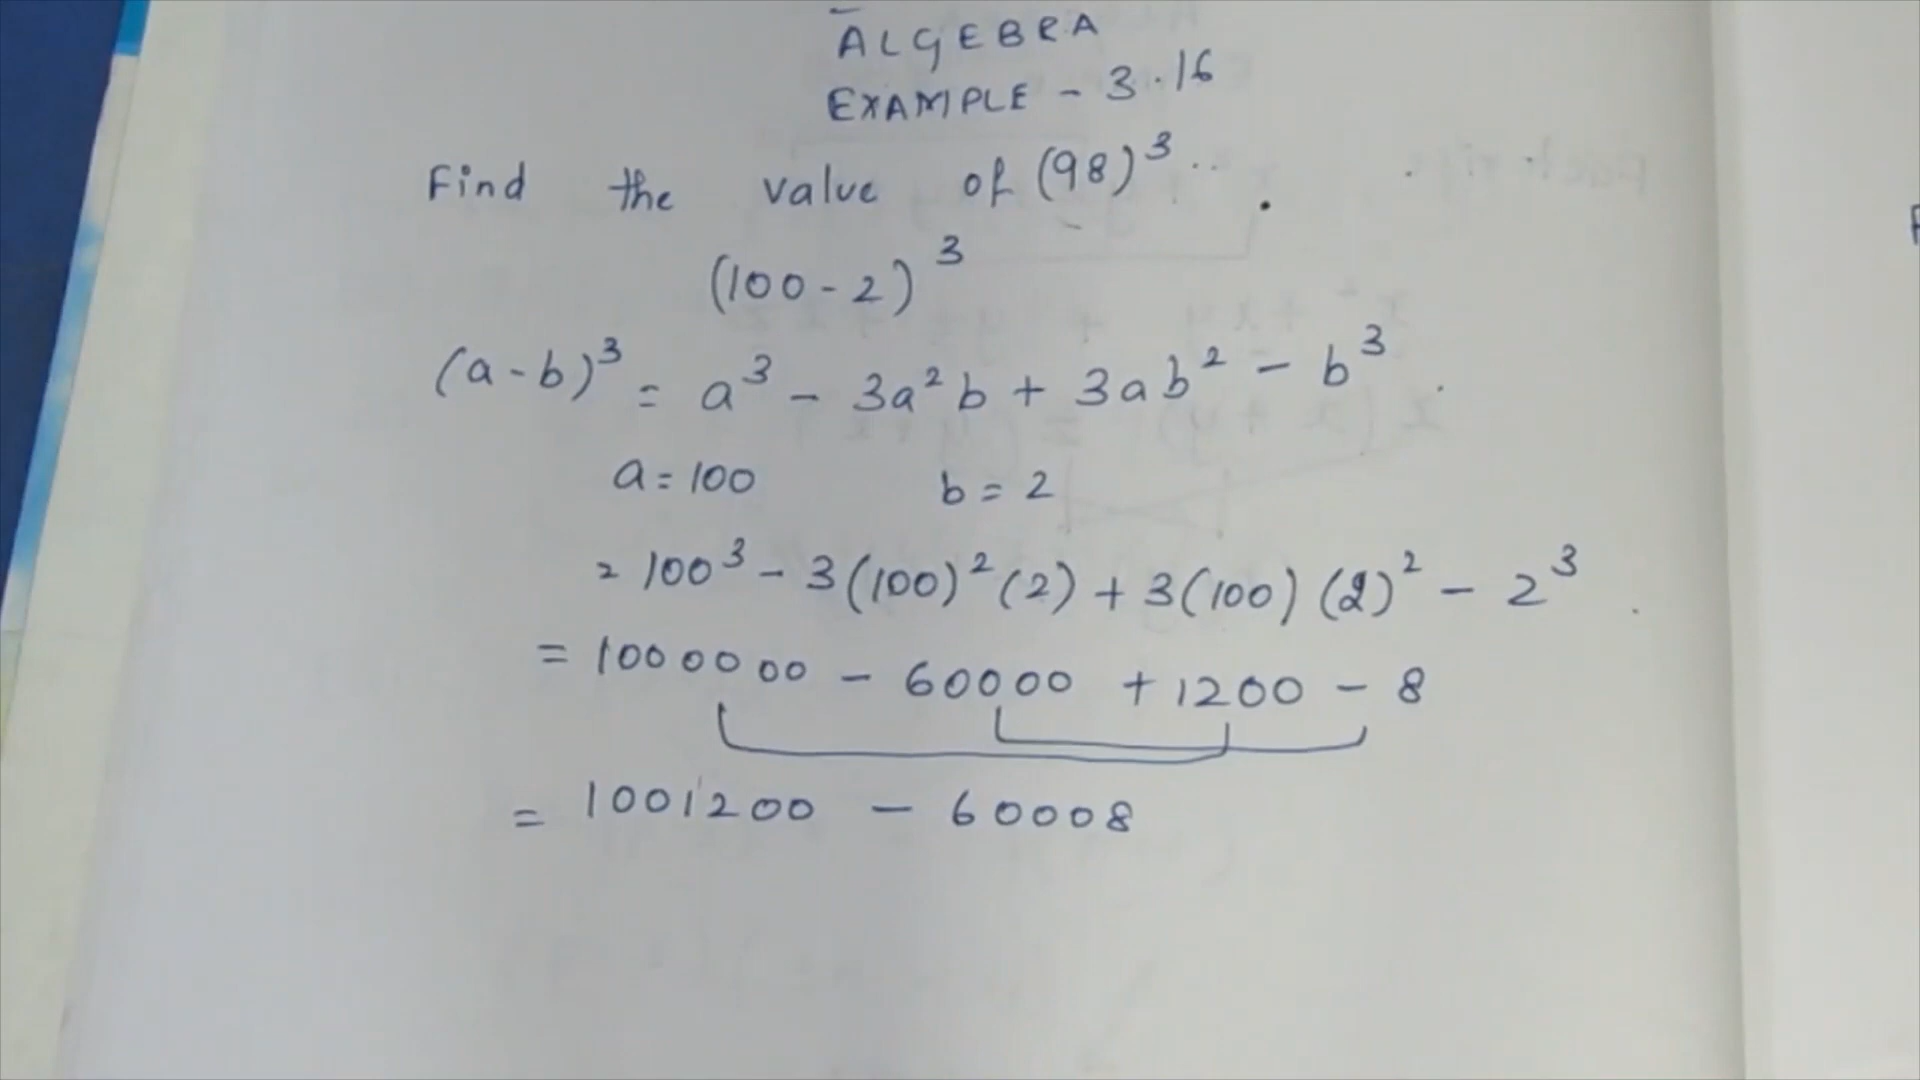 ALGEBRA
EXAMPLE - 3.16
Find the value of (98)³..
(100-2)³
(a-b)³ = a³ - 3a²b + 3ab² - b³
a = 100 b = 2
= 100³ - 3(100)²(2) + 3(100)(2)² - 2³
= 1000000 - 60000 + 1200 - 8
= 1001200 - 60008